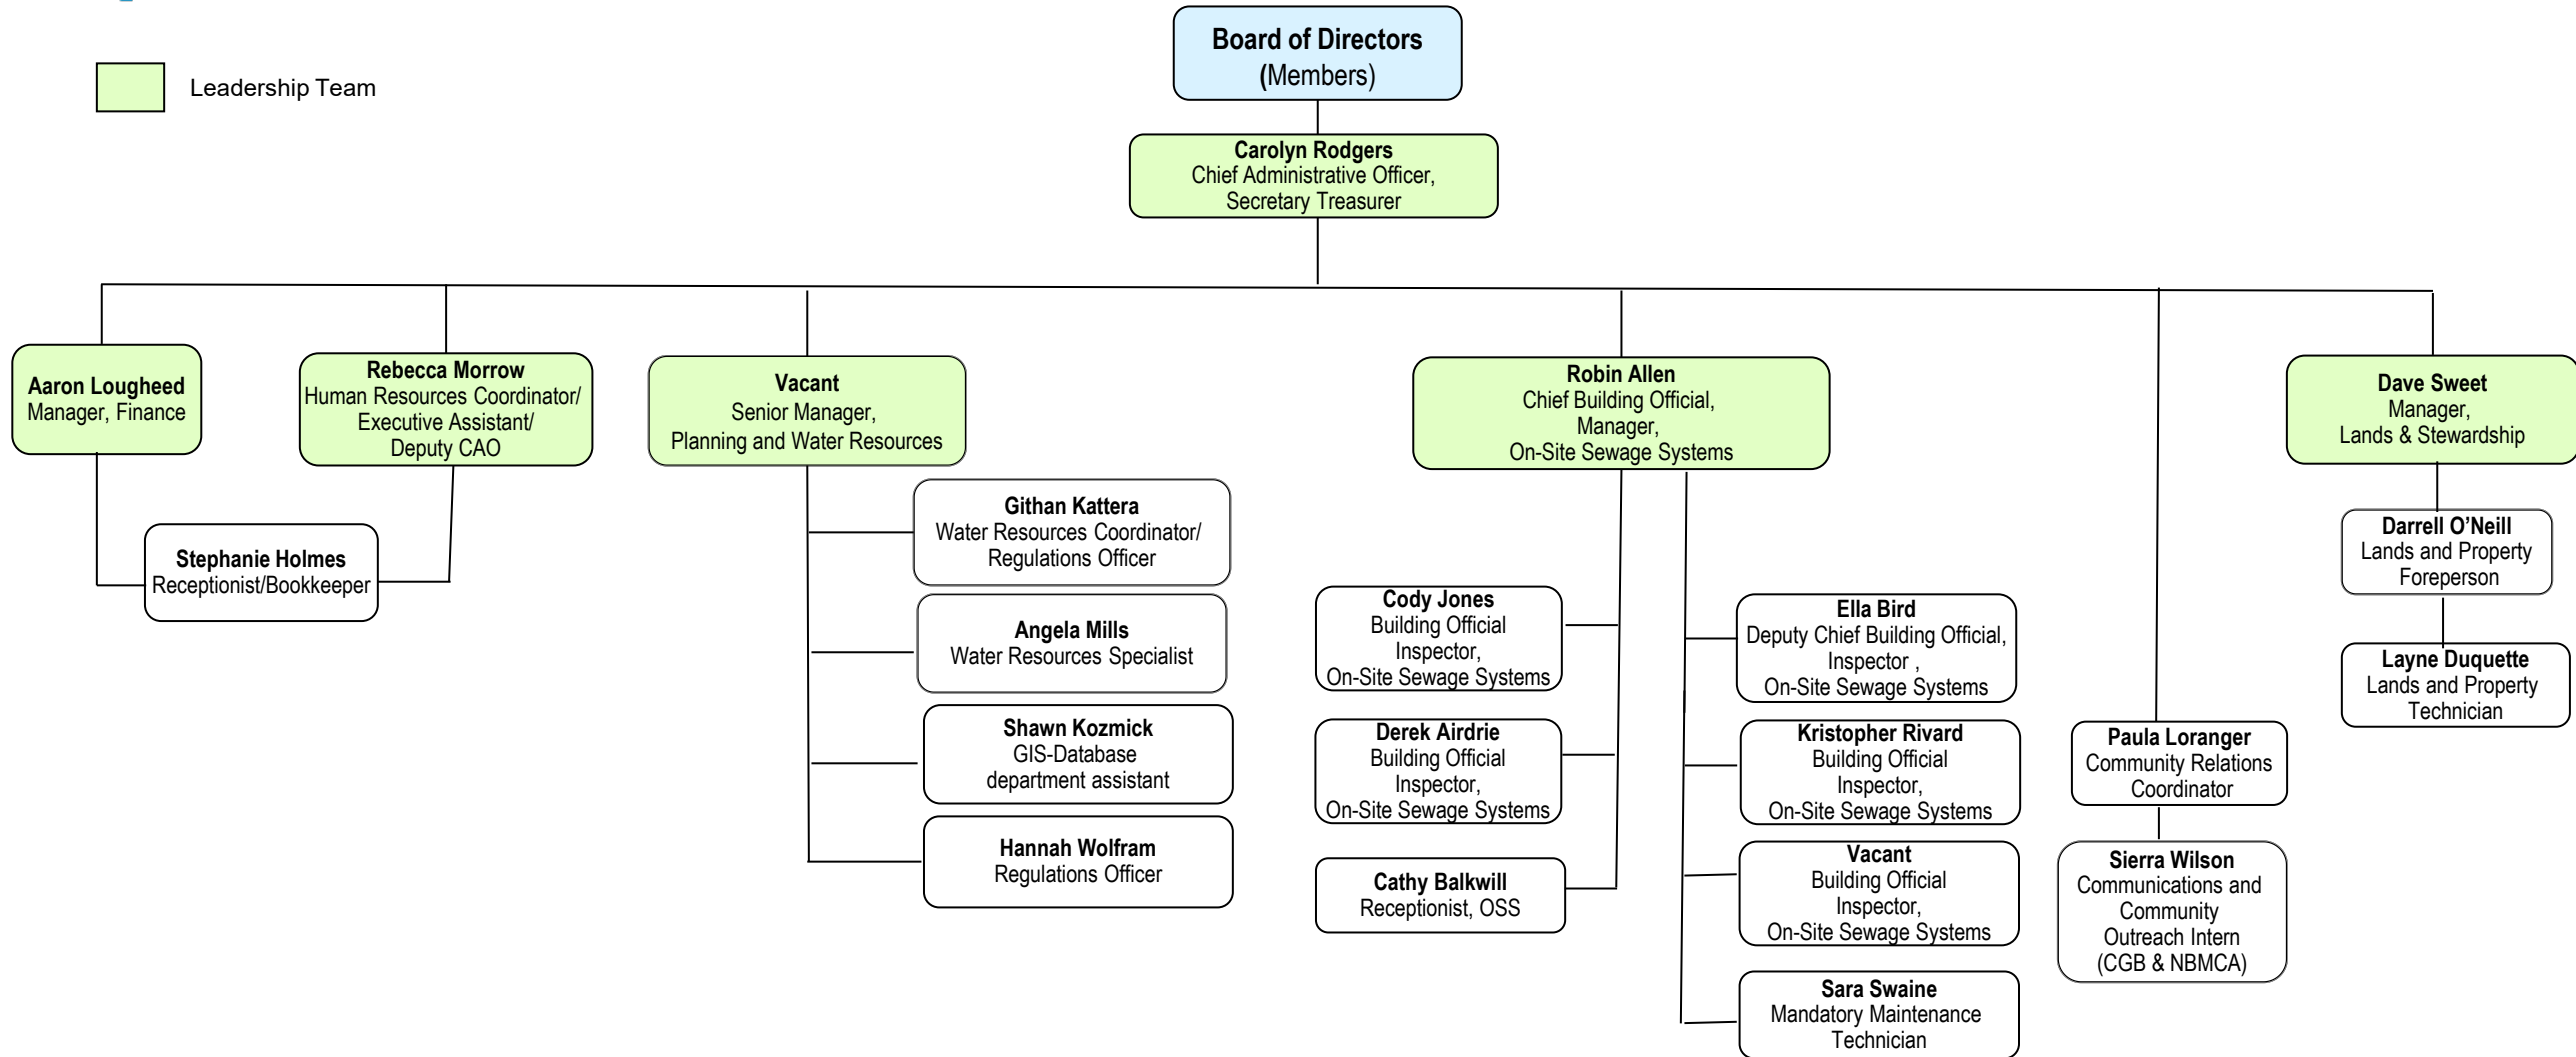 Board of Directors
(Members)
Leadership Team
Carolyn Rodgers
Chief Administrative Officer,
Secretary Treasurer
Aaron Lougheed
Manager, Finance
Rebecca Morrow
Human Resources Coordinator/
Executive Assistant/
Deputy CAO
Stephanie Holmes
Receptionist/Bookkeeper
Vacant
Senior Manager,
Planning and Water Resources
Githan Kattera
Water Resources Coordinator/
Regulations Officer
Angela Mills
Water Resources Specialist
Shawn Kozmick
GIS-Database
department assistant
Hannah Wolfram
Regulations Officer
Robin Allen
Chief Building Official,
Manager,
On-Site Sewage Systems
Cody Jones
Building Official
Inspector,
On-Site Sewage Systems
Derek Airdrie
Building Official
Inspector,
On-Site Sewage Systems
Cathy Balkwill
Receptionist, OSS
Ella Bird
Deputy Chief Building Official,
Inspector ,
On-Site Sewage Systems
Kristopher Rivard
Building Official
Inspector,
On-Site Sewage Systems
Vacant
Building Official
Inspector,
On-Site Sewage Systems
Sara Swaine
Mandatory Maintenance
Technician
Paula Loranger
Community Relations
Coordinator
Sierra Wilson
Communications and
Community
Outreach Intern
(CGB & NBMCA)
Dave Sweet
Manager,
Lands & Stewardship
Darrell O’Neill
Lands and Property
Foreperson
Layne Duquette
Lands and Property
Technician